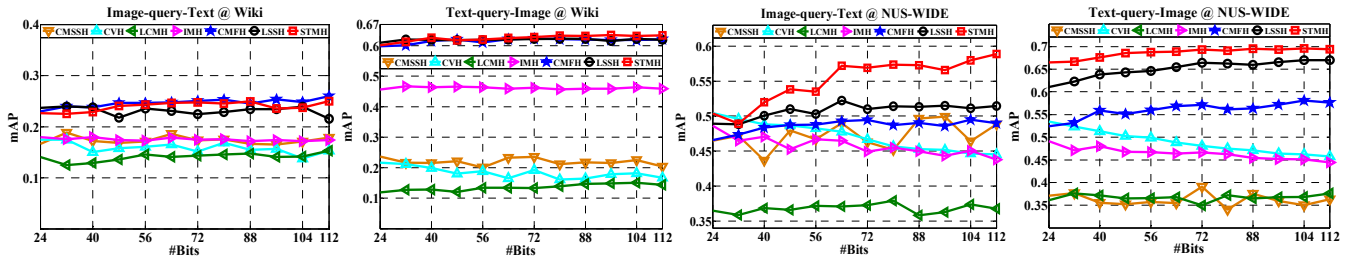 Image-query-Text @ Wiki
0.4
CMSSH CVH LCMH IMH CMFH LSSH STMH
0.3
mAP
0.2
0.1
24 40 56 72 88 104 112
#Bits
Text-query-Image @ Wiki
0.67
0.6
CMSSH CVH LCMH IMH CMFH LSSH STMH
0.5
mAP
0.4
0.3
0.2
0.1
24 40 56 72 88 104 112
#Bits
Image-query-Text @ NUS-WIDE
CMSSH CVH LCMH IMH CMFH LSSH STMH
0.6
0.55
mAP
0.5
0.45
0.4
0.35
24 40 56 72 88 104 112
#Bits
Text-query-Image @ NUS-WIDE
CMSSH CVH LCMH IMH CMFH LSSH STMH
0.7
0.65
0.6
mAP
0.55
0.5
0.45
0.4
0.35
24 40 56 72 88 104 112
#Bits